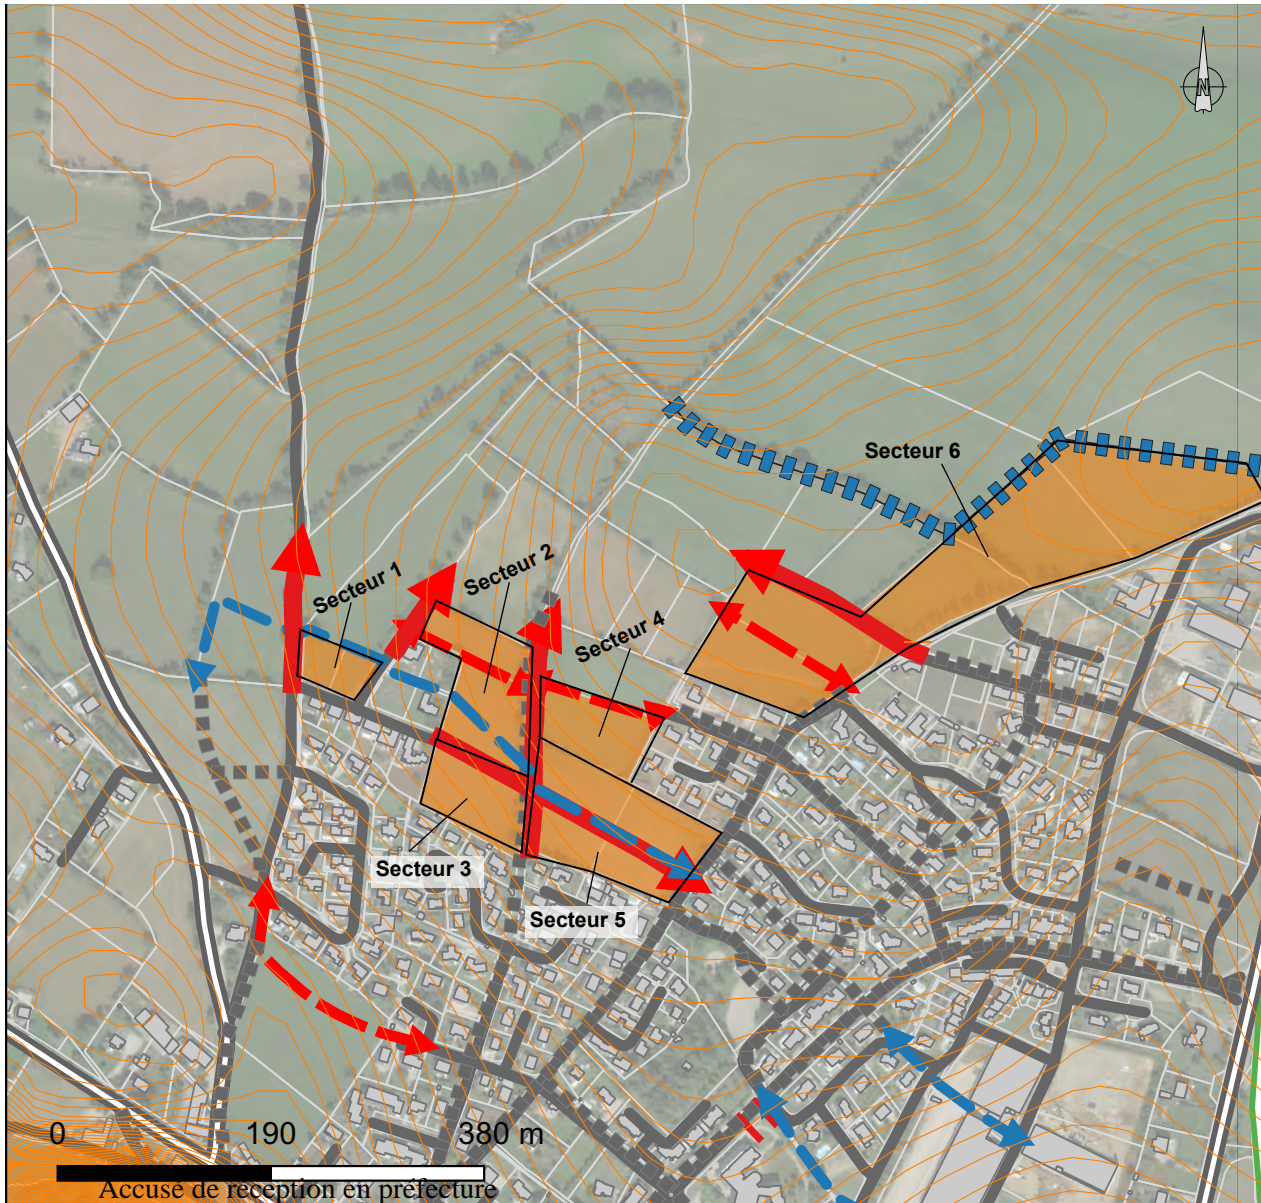 N
Secteur 6
Secteur 1
Secteur 2
Secteur 4
Secteur 3
Secteur 5
0 190 380 m
Accusé de réception en préfecture